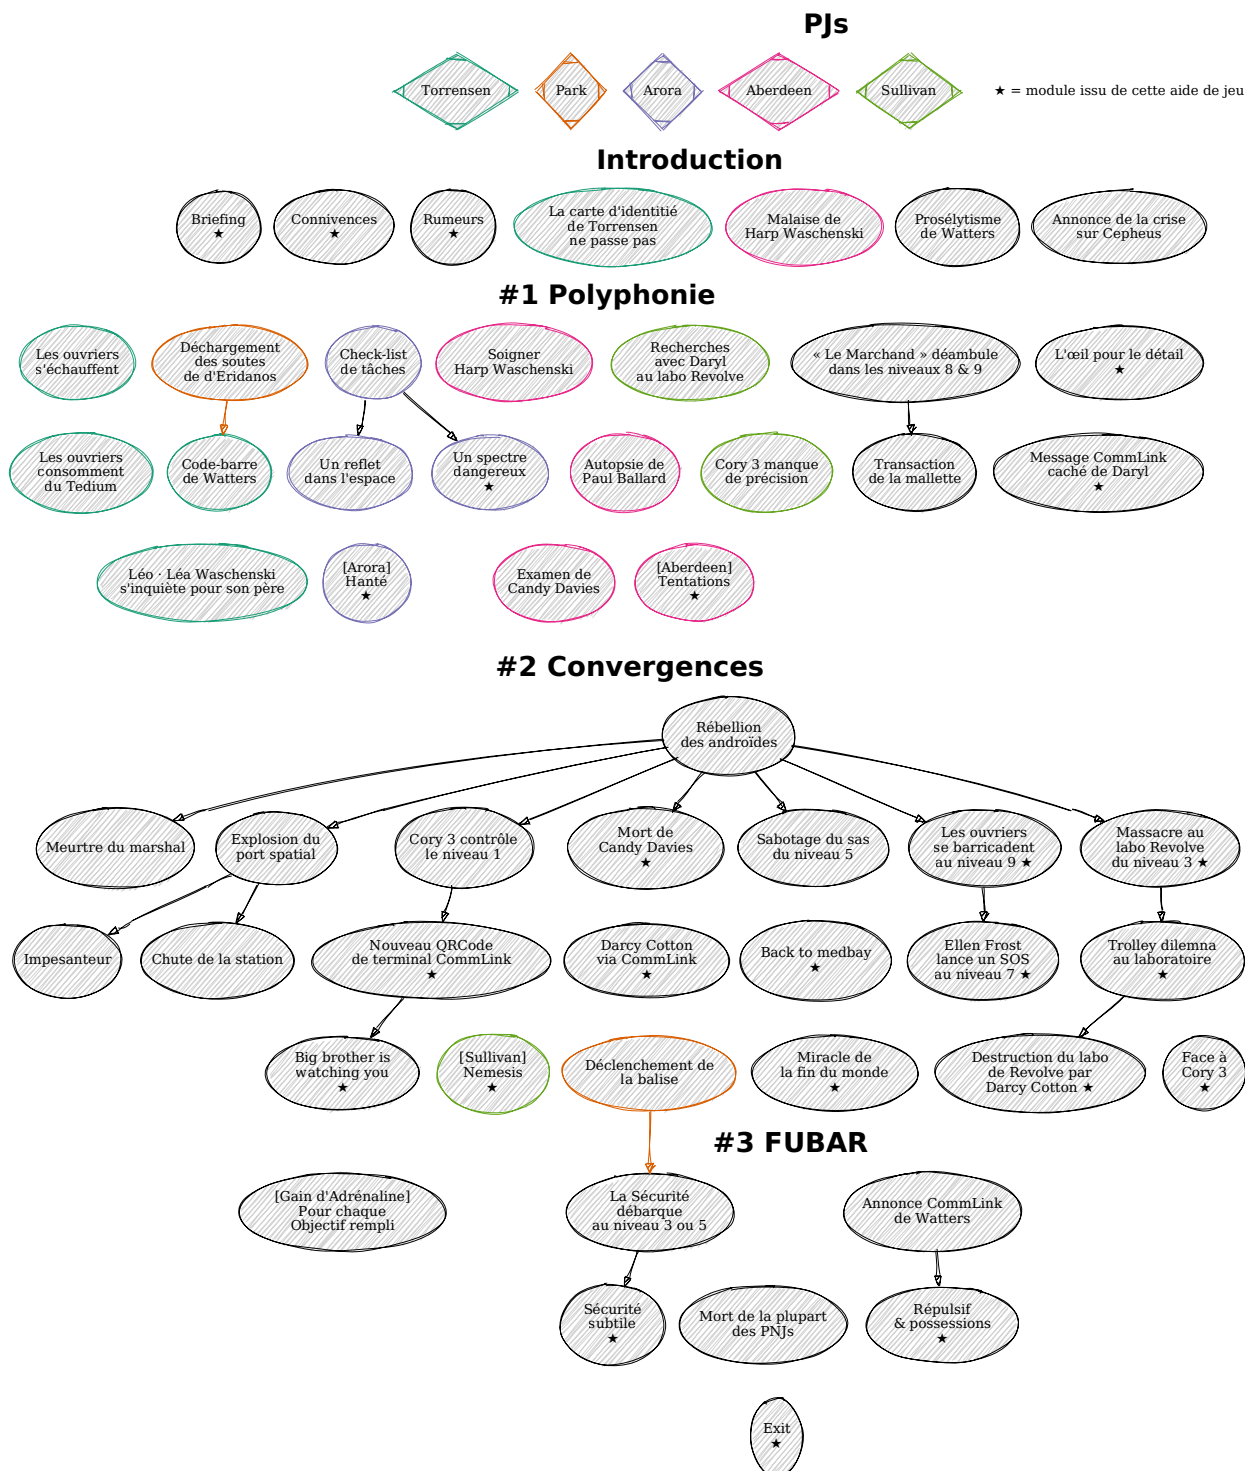 PJs
Torrensen
Park
Arora
Aberdeen
Sullivan
★ = module issu de cette aide de jeu
Introduction
Briefing
★
Connivences
★
Rumeurs
★
La carte d'identitié
de Torrensen
ne passe pas
Malaise de
Harp Waschenski
Prosélytisme
de Watters
Annonce de la crise
sur Cepheus
#1 Polyphonie
Les ouvriers
s'échauffent
Déchargement
des soutes
de d'Eridanos
Check-list
de tâches
Soigner
Harp Waschenski
Recherches
avec Daryl
au labo Revolve
« Le Marchand » déambule
dans les niveaux 8 & 9
L'œil pour le détail
★
Les ouvriers
consomment
du Tedium
Code-barre
de Watters
Un reflet
dans l'espace
Un spectre
dangereux
★
Autopsie de
Paul Ballard
Cory 3 manque
de précision
Transaction
de la mallette
Message CommLink
caché de Daryl
★
Léo · Léa Waschenski
s'inquiète pour son père
[Arora]
Hanté
★
Examen de
Candy Davies
[Aberdeen]
Tentations
★
#2 Convergences
Rébellion
des androïdes
Meurtre du marshal
Explosion du
port spatial
Cory 3 contrôle
le niveau 1
Mort de
Candy Davies
★
Sabotage du sas
du niveau 5
Les ouvriers
se barricadent
au niveau 9 ★
Massacre au
labo Revolve
du niveau 3 ★
Impesanteur
Chute de la station
Nouveau QRCode
de terminal CommLink
★
Darcy Cotton
via CommLink
★
Back to medbay
★
Ellen Frost
lance un SOS
au niveau 7 ★
Trolley dilemna
au laboratoire
★
Big brother is
watching you
★
[Sullivan]
Nemesis
★
Déclenchement de
la balise
Miracle de
la fin du monde
★
Destruction du labo
de Revolve par
Darcy Cotton ★
Face à
Cory 3
★
#3 FUBAR
[Gain d'Adrénaline]
Pour chaque
Objectif rempli
La Sécurité
débarque
au niveau 3 ou 5
Annonce CommLink
de Watters
Sécurité
subtile
★
Mort de la plupart
des PNJs
Répulsif
& possessions
★
Exit
★